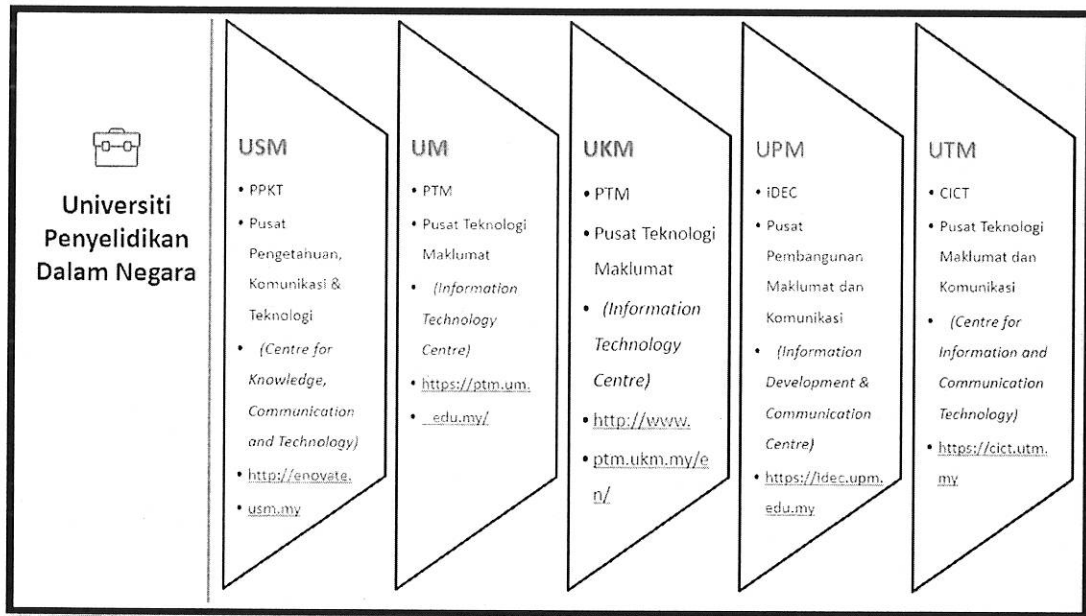 Universiti
Penyelidikan
Dalam Negara
USM
• PPKT
• Pusat
Pengetahuan,
Komunikasi &
Teknologi
• (Centre for
Knowledge,
Communication
and Technology)
• http://enovate.
• usm.my
UM
• PTM
• Pusat Teknologi
Maklumat
• (Information
Technology
Centre)
• https://ptm.um.
• edu.my/
UKM
• PTM
• Pusat Teknologi
Maklumat
• (Information
Technology
Centre)
• http://www.
• ptm.ukm.my/e
n/
UPM
• iDEC
• Pusat
Pembangunan
Maklumat dan
Komunikasi
• (Information
Development &
Communication
Centre)
• https://idec.upm.
edu.my
UTM
• CICT
• Pusat Teknologi
Maklumat dan
Komunikasi
• (Centre for
Information and
Communication
Technology)
• https://cict.utm.
my